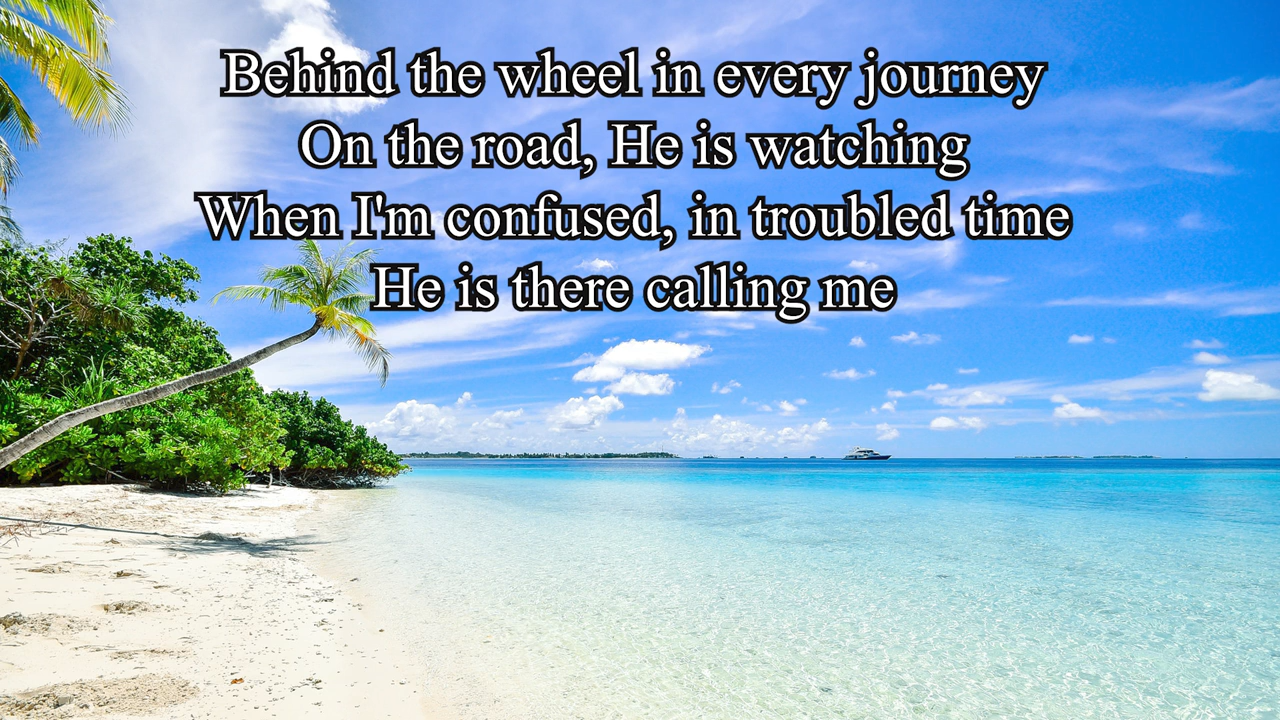 Behind the wheel in every journey
On the road, He is watching
When I'm confused, in troubled time
He is there calling me